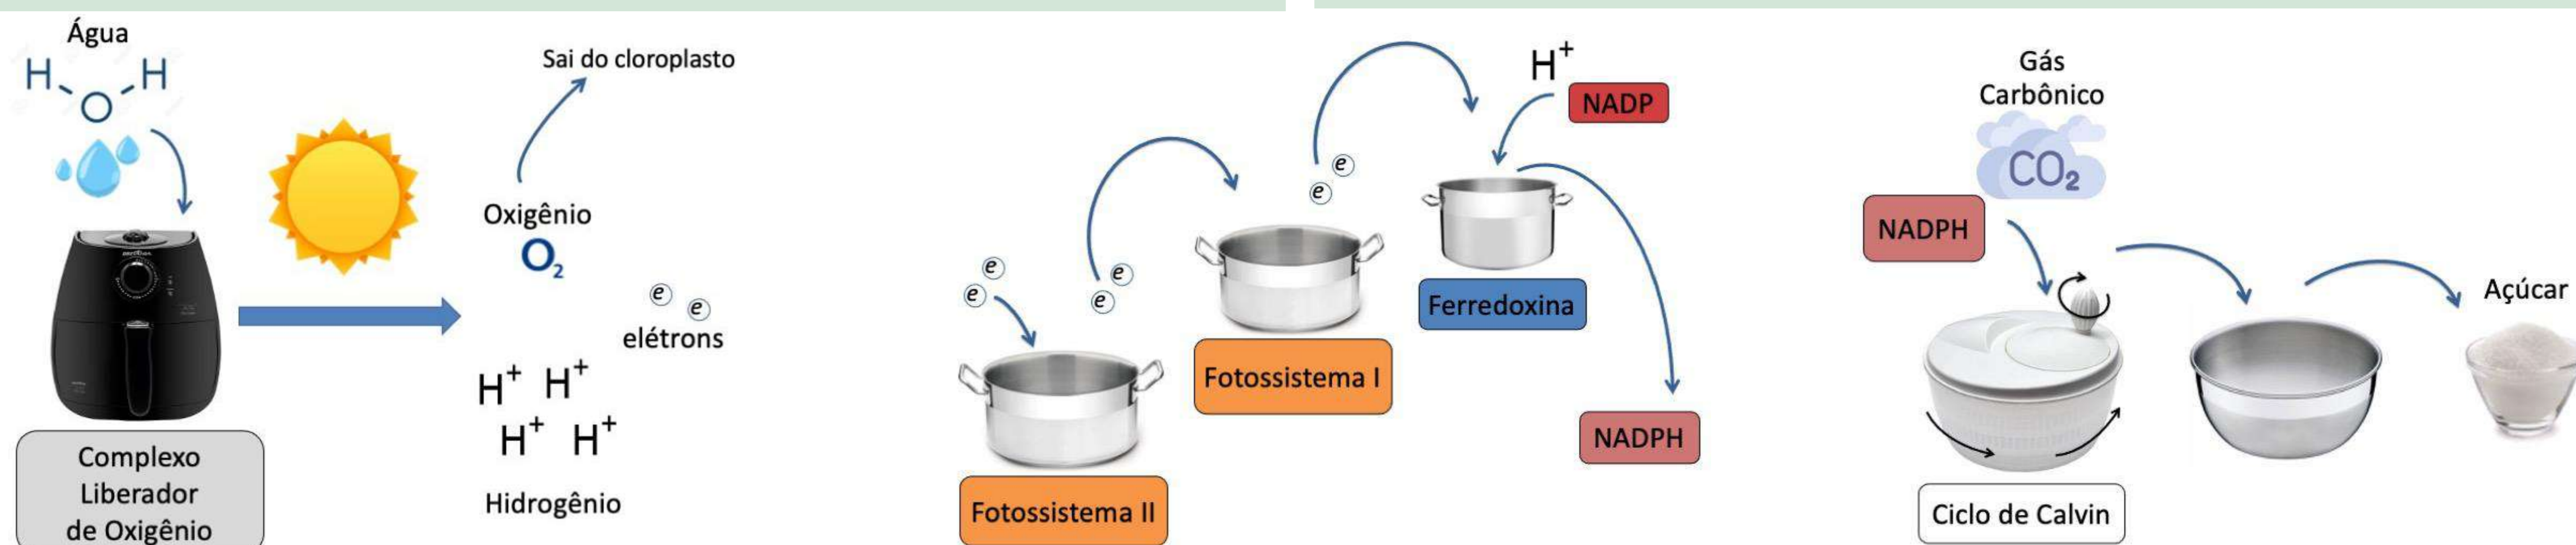 Água
H H
O
Complexo
Liberador
de Oxigênio
Sai do cloroplasto
Oxigênio
O₂
e
e
elétrons
H⁺ H⁺
H⁺ H⁺
Hidrogênio
e
e
Fotossistema II
e
e
Fotossistema I
e
e
H⁺
NADP
Ferredoxina
NADPH
Gás
Carbônico
CO₂
NADPH
Ciclo de Calvin
Açúcar